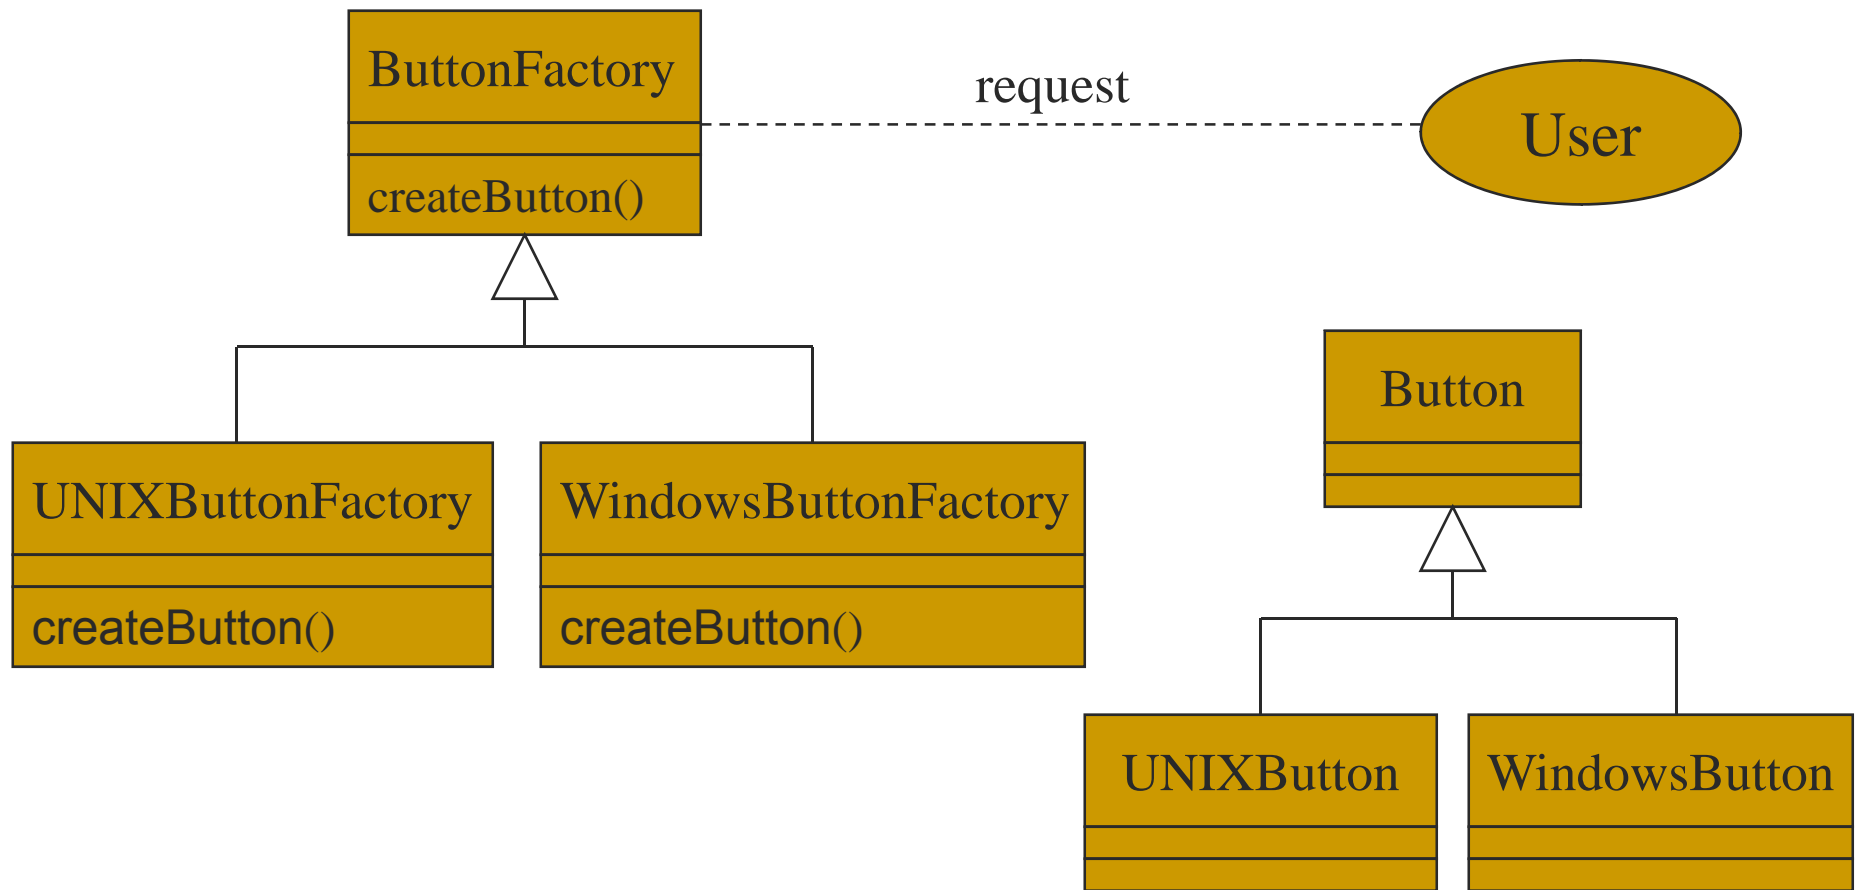 ButtonFactory
request
User
createButton()
Button
UNIXButtonFactory
WindowsButtonFactory
createButton()
createButton()
UNIXButton
WindowsButton